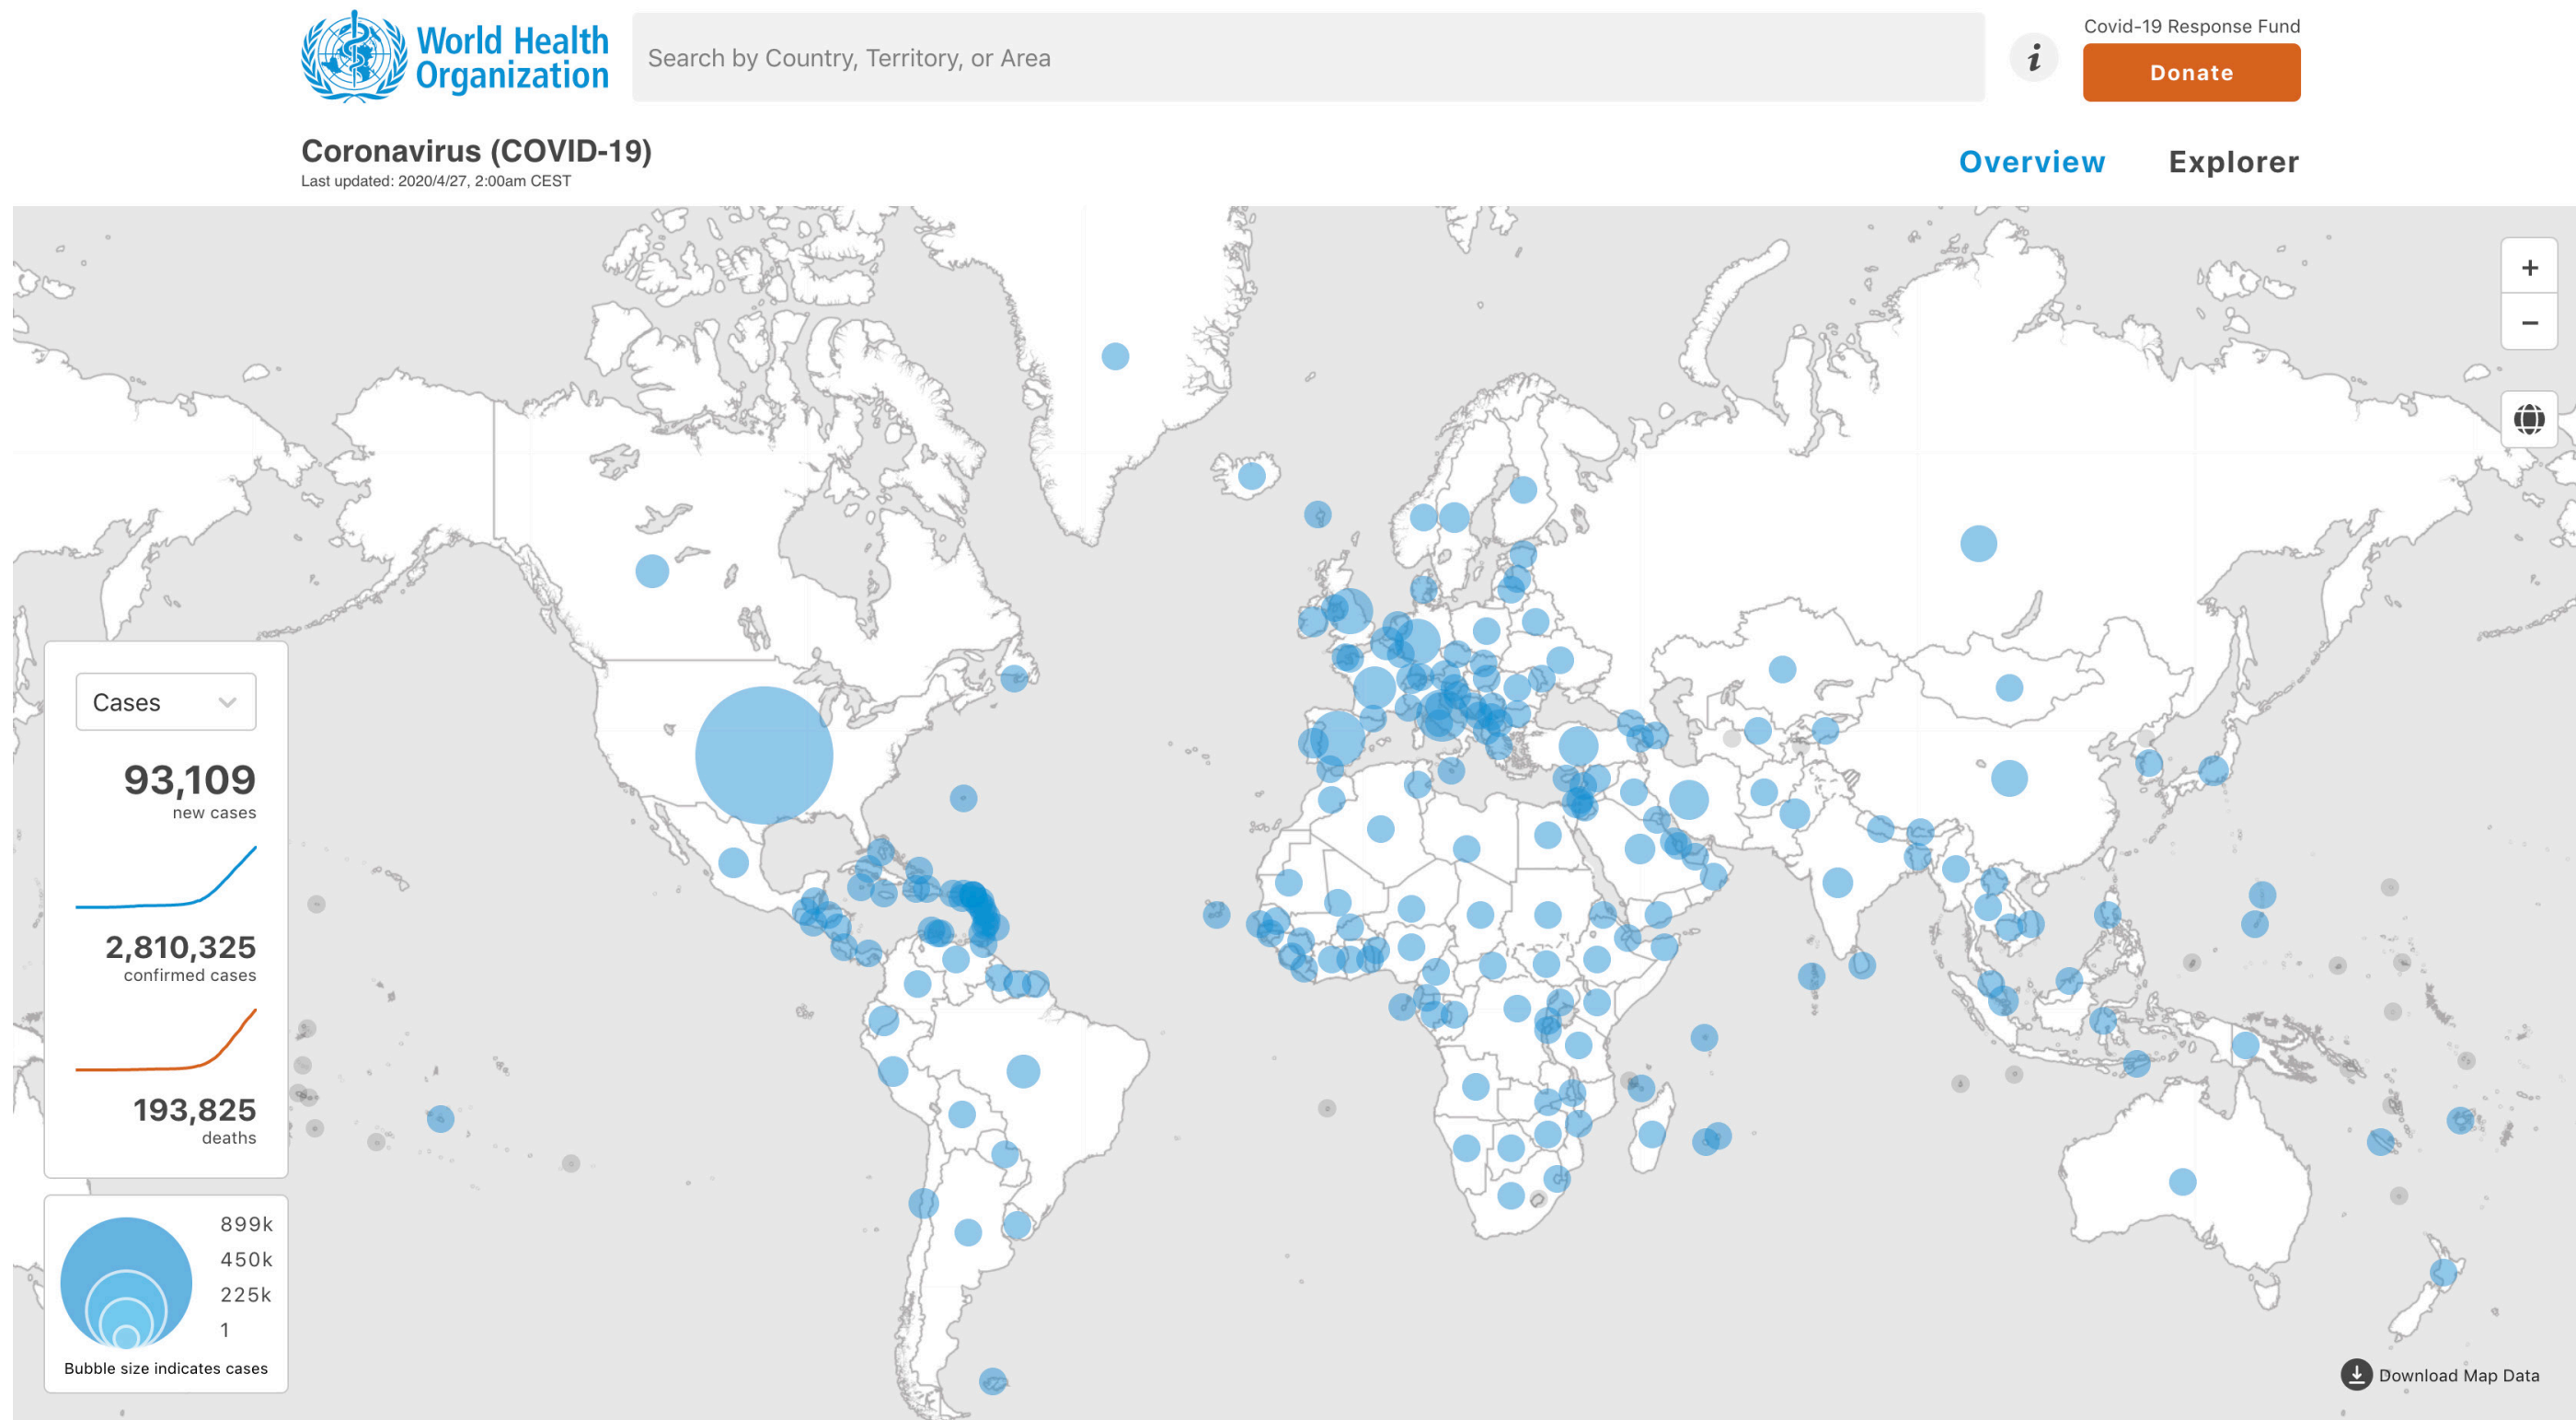 World Health
Organization
Search by Country, Territory, or Area
i
Covid-19 Response Fund
Donate
Coronavirus (COVID-19)
Last updated: 2020/4/27, 2:00am CEST
Overview
Explorer
+
−
Cases
93,109
new cases
2,810,325
confirmed cases
193,825
deaths
899k
450k
225k
1
Bubble size indicates cases
Download Map Data